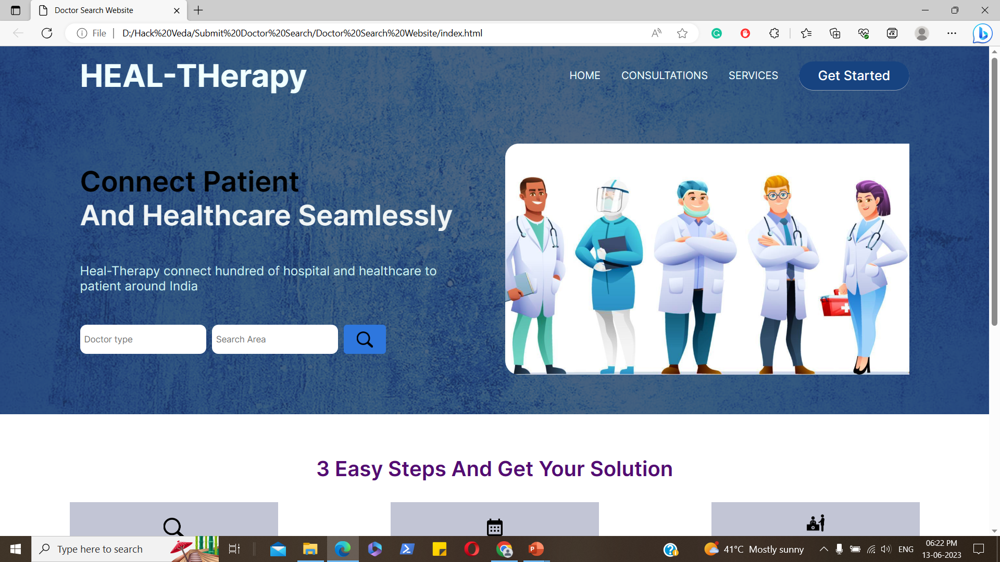 Doctor Search Website
File
D:/Hack%20Veda/Submit%20Doctor%20Search/Doctor%20Search%20Website/index.html
HEAL-THerapy
HOME
CONSULTATIONS
SERVICES
Get Started
Connect Patient
And Healthcare Seamlessly
Heal-Therapy connect hundred of hospital and healthcare to
patient around India
Doctor type
Search Area
3 Easy Steps And Get Your Solution
Type here to search
41°C Mostly sunny
ENG
06:22 PM
13-06-2023